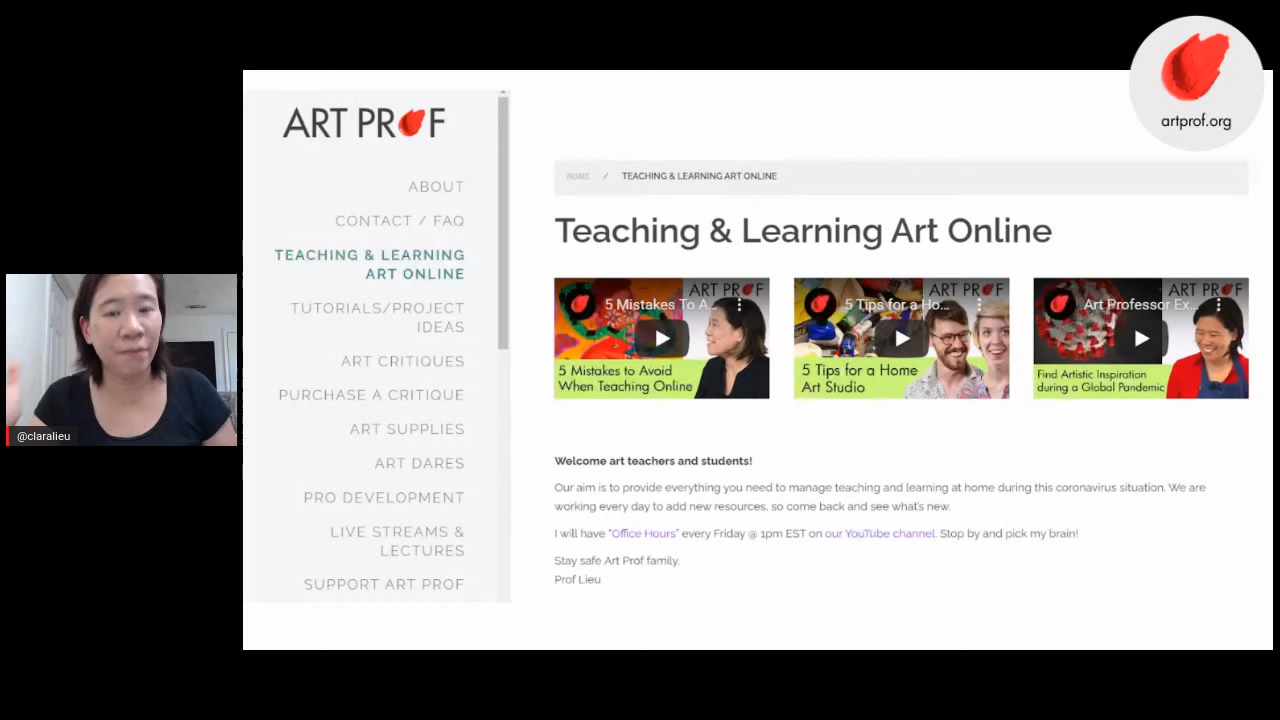 artprof.org
ART PROF
ABOUT
CONTACT / FAQ
TEACHING & LEARNING
ART ONLINE
TUTORIALS/PROJECT
IDEAS
ART CRITIQUES
PURCHASE A CRITIQUE
ART SUPPLIES
ART DARES
PRO DEVELOPMENT
LIVE STREAMS &
LECTURES
SUPPORT ART PROF
@claralieu
HOME / TEACHING & LEARNING ART ONLINE
Teaching & Learning Art Online
ART PROF
5 Mistakes To A...
5 Mistakes to Avoid
When Teaching Online
ART PROF
5 Tips for a Ho...
5 Tips for a Home
Art Studio
ART PROF
Art Professor Ex...
Find Artistic Inspiration
during a Global Pandemic
Welcome art teachers and students!
Our aim is to provide everything you need to manage teaching and learning at home during this coronavirus situation. We are
working every day to add new resources, so come back and see what's new.
I will have "Office Hours" every Friday @ 1pm EST on our YouTube channel. Stop by and pick my brain!
Stay safe Art Prof family,
Prof Lieu